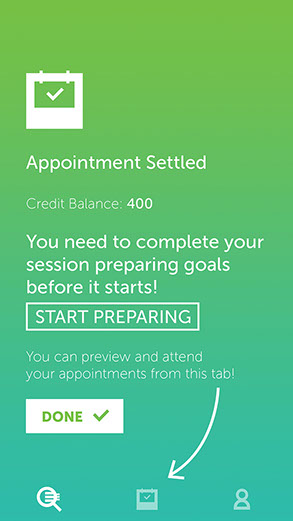 Appointment Settled
Credit Balance: 400
You need to complete your
session preparing goals
before it starts!
START PREPARING
You can preview and attend
your appointments from this tab!
DONE